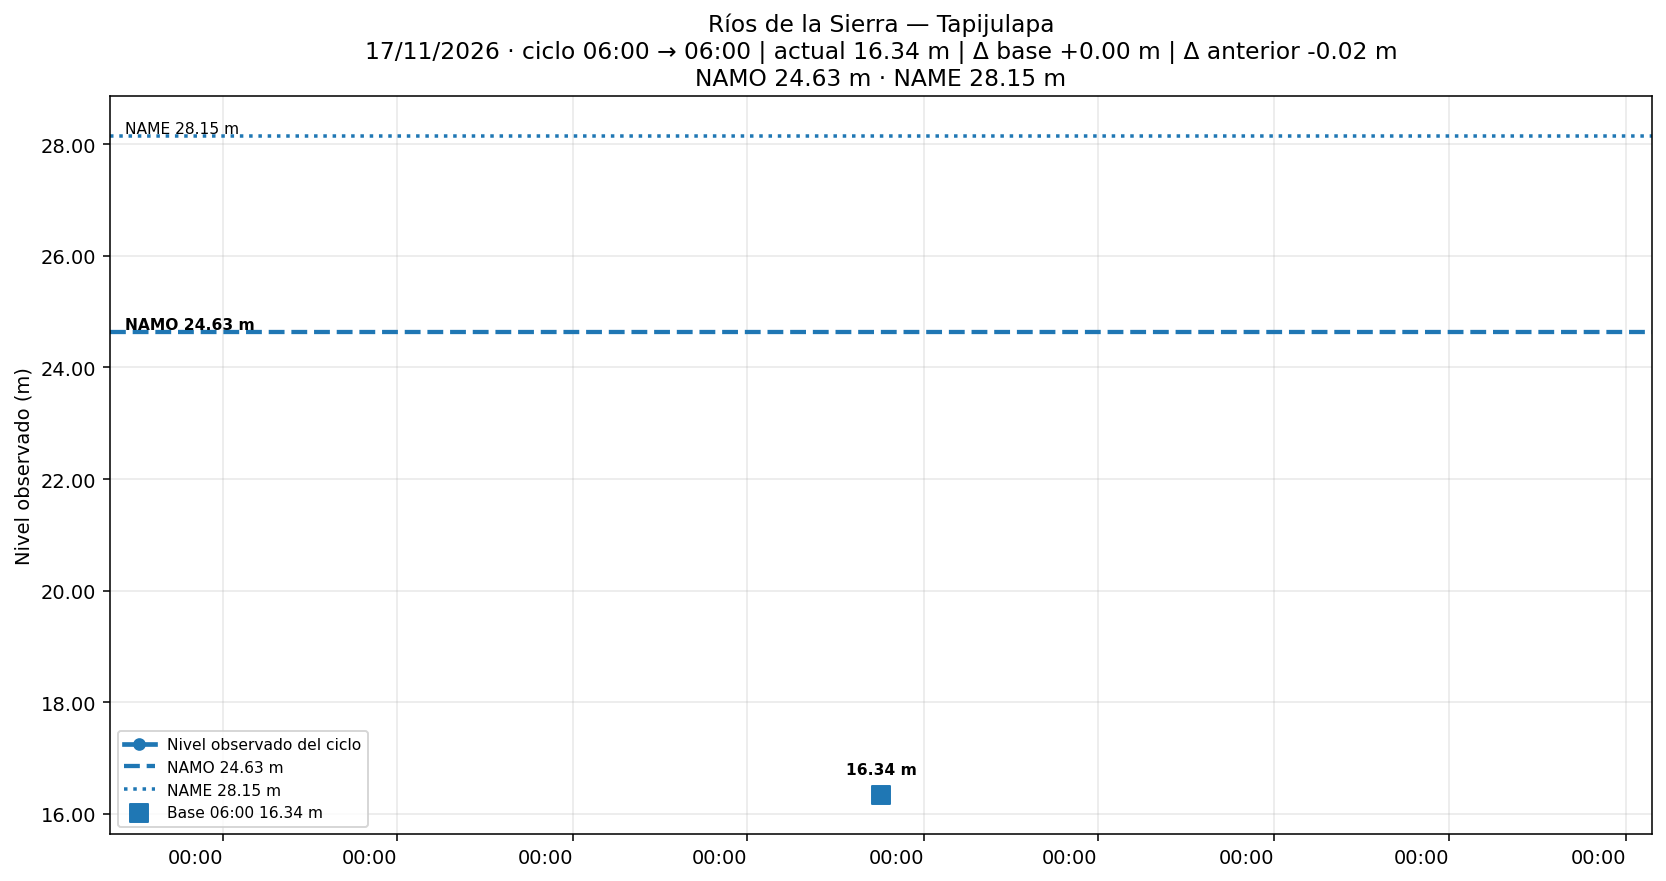 Ríos de la Sierra — Tapijulapa
17/11/2026 · ciclo 06:00 → 06:00 | actual 16.34 m | Δ base +0.00 m | Δ anterior -0.02 m
NAMO 24.63 m · NAME 28.15 m
NAME 28.15 m
28.00
26.00
NAMO 24.63 m
24.00
22.00
20.00
18.00
16.00
Nivel observado (m)
16.34 m
Nivel observado del ciclo
NAMO 24.63 m
NAME 28.15 m
Base 06:00 16.34 m
00:00 00:00 00:00 00:00 00:00 00:00 00:00 00:00 00:00